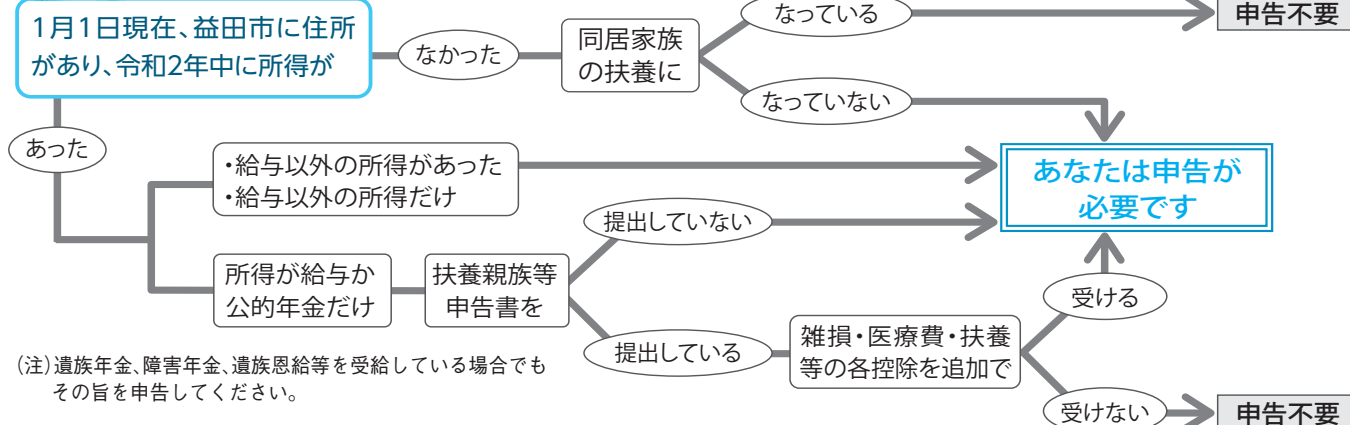 1月1日現在、益田市に住所
があり、令和2年中に所得が
なかった
同居家族
の扶養に
なっている
申告不要
なっていない
あなたは申告が
必要です
あった
・給与以外の所得があった
・給与以外の所得だけ
所得が給与か
公的年金だけ
扶養親族等
申告書を
提出していない
提出している
雑損・医療費・扶養
等の各控除を追加で
受ける
受けない
申告不要
(注)遺族年金、障害年金、遺族恩給等を受給している場合でも
その旨を申告してください。